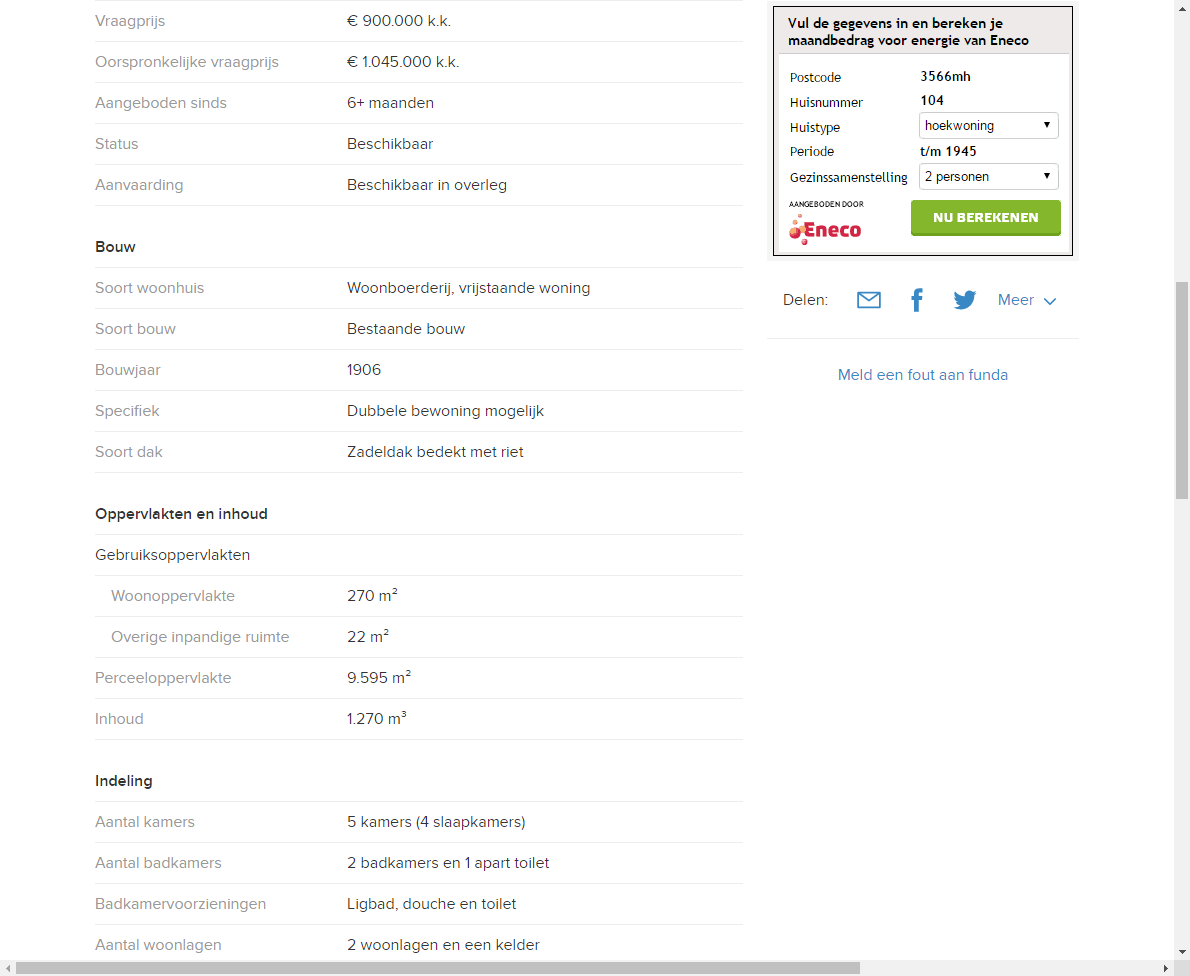 Vraagprijs € 900.000 k.k.
Oorspronkelijke vraagprijs € 1.045.000 k.k.
Aangeboden sinds 6+ maanden
Status Beschikbaar
Aanvaarding Beschikbaar in overleg
Bouw
Soort woonhuis Woonboerderij, vrijstaande woning
Soort bouw Bestaande bouw
Bouwjaar 1906
Specifiek Dubbele bewoning mogelijk
Soort dak Zadeldak bedekt met riet
Oppervlakten en inhoud
Gebruiksoppervlakten
Woonoppervlakte 270 m²
Overige inpandige ruimte 22 m²
Perceeloppervlakte 9.595 m²
Inhoud 1.270 m³
Indeling
Aantal kamers 5 kamers (4 slaapkamers)
Aantal badkamers 2 badkamers en 1 apart toilet
Badkamervoorzieningen Ligbad, douche en toilet
Aantal woonlagen 2 woonlagen en een kelder
Vul de gegevens in en bereken je
maandbedrag voor energie van Eneco
Postcode 3566mh
Huisnummer 104
Huistype hoekwoning
Periode t/m 1945
Gezinssamenstelling 2 personen
AANGEBODEN DOOR
Eneco NU BEREKENEN
Delen: Meer
Meld een fout aan funda